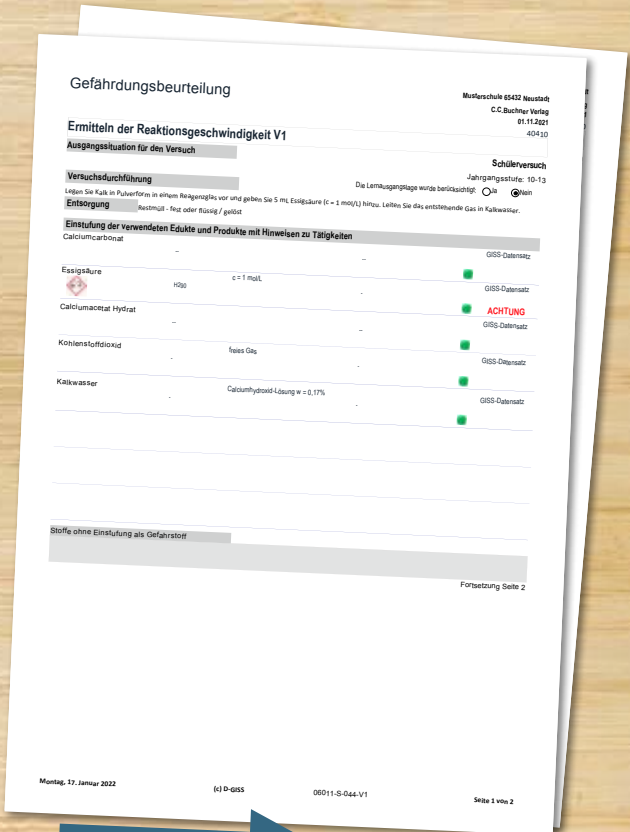 Gefährdungsbeurteilung
Musterschule 65432 Neustadt
C.C.Buchner Verlag
01.11.2021
40410
Ermitteln der Reaktionsgeschwindigkeit V1
Ausgangssituation für den Versuch
Schülerversuch
Jahrgangsstufe: 10-13
Versuchsdurchführung
Die Lernausgangslage wurde berücksichtigt: Ja Nein
Legen Sie Kalk in Pulverform in einem Reagenzglas vor und geben Sie 5 mL Essigsäure (c = 1 mol/L) hinzu. Leiten Sie das entstehende Gas in Kalkwasser.
Entsorgung Restmüll - fest oder flüssig / gelöst
Einstufung der verwendeten Edukte und Produkte mit Hinweisen zu Tätigkeiten
Calciumcarbonat
– – GISS-Datensatz
Essigsäure
H290 c = 1 mol/L - GISS-Datensatz
ACHTUNG
Calciumacetat Hydrat
– – GISS-Datensatz
Kohlenstoffdioxid
- freies Gas - GISS-Datensatz
Kalkwasser
- Calciumhydroxid-Lösung w = 0,17% - GISS-Datensatz
Stoffe ohne Einstufung als Gefahrstoff
Fortsetzung Seite 2
Montag, 17. Januar 2022 (c) D-GISS 06011-S-044-V1 Seite 1 von 2